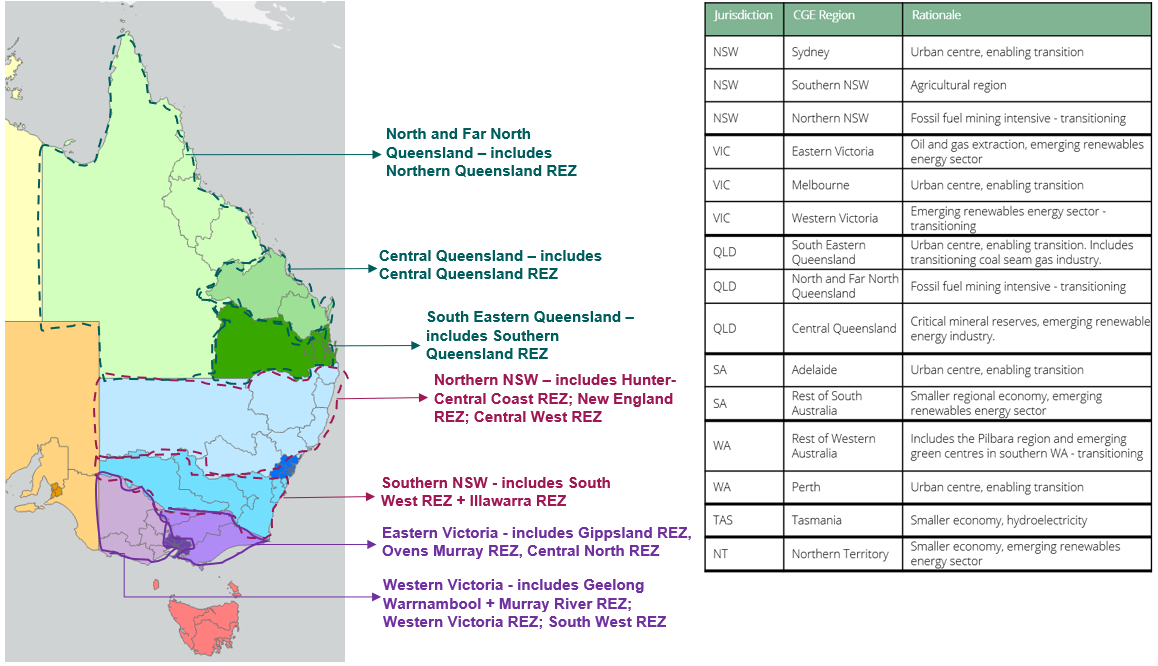 North and Far North
Queensland – includes
Northern Queensland REZ
Central Queensland – includes
Central Queensland REZ
South Eastern Queensland –
includes Southern
Queensland REZ
Northern NSW – includes Hunter-
Central Coast REZ; New England
REZ; Central West REZ
Southern NSW - includes South
West REZ + Illawarra REZ
Eastern Victoria - includes Gippsland REZ,
Ovens Murray REZ, Central North REZ
Western Victoria - includes Geelong
Warrnambool + Murray River REZ;
Western Victoria REZ; South West REZ
Jurisdiction CGE Region Rationale
NSW Sydney Urban centre, enabling transition
NSW Southern NSW Agricultural region
NSW Northern NSW Fossil fuel mining intensive - transitioning
VIC Eastern Victoria Oil and gas extraction, emerging renewables
energy sector
VIC Melbourne Urban centre, enabling transition
VIC Western Victoria Emerging renewables energy sector -
transitioning
QLD South Eastern Urban centre, enabling transition. Includes
Queensland transitioning coal seam gas industry.
QLD North and Far North Fossil fuel mining intensive - transitioning
Queensland
QLD Central Queensland Critical mineral reserves, emerging renewable
energy industry.
SA Adelaide Urban centre, enabling transition
SA Rest of South Smaller regional economy, emerging
Australia renewables energy sector
WA Rest of Western Includes the Pilbara region and emerging
Australia green centres in southern WA - transitioning
WA Perth Urban centre, enabling transition
TAS Tasmania Smaller economy, hydroelectricity
NT Northern Territory Smaller economy, emerging renewables
energy sector